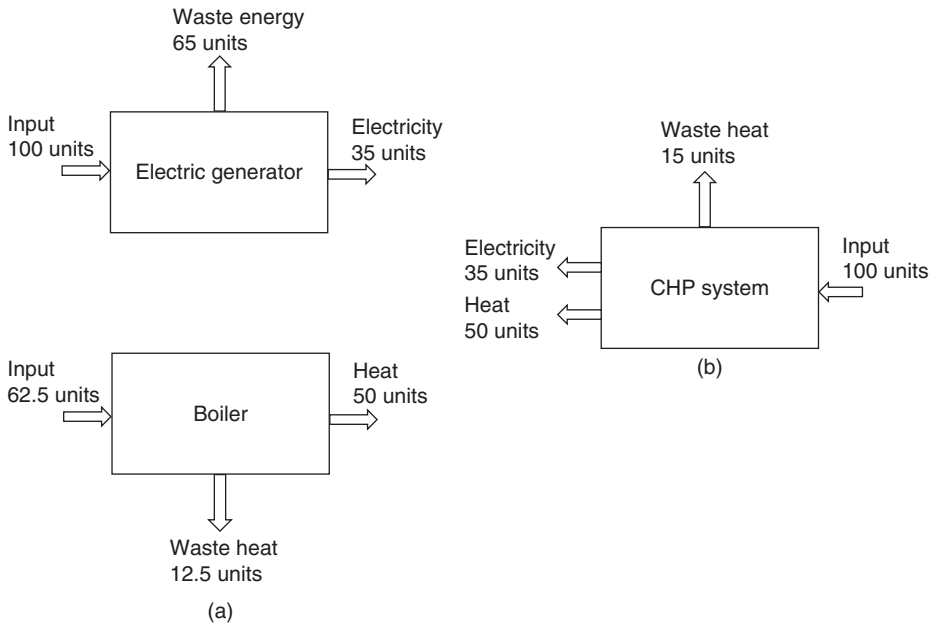 Waste energy
65 units
Input
100 units
Electric generator
Electricity
35 units
Input
62.5 units
Boiler
Heat
50 units
Waste heat
12.5 units
(a)
Waste heat
15 units
Electricity
35 units
Heat
50 units
CHP system
Input
100 units
(b)